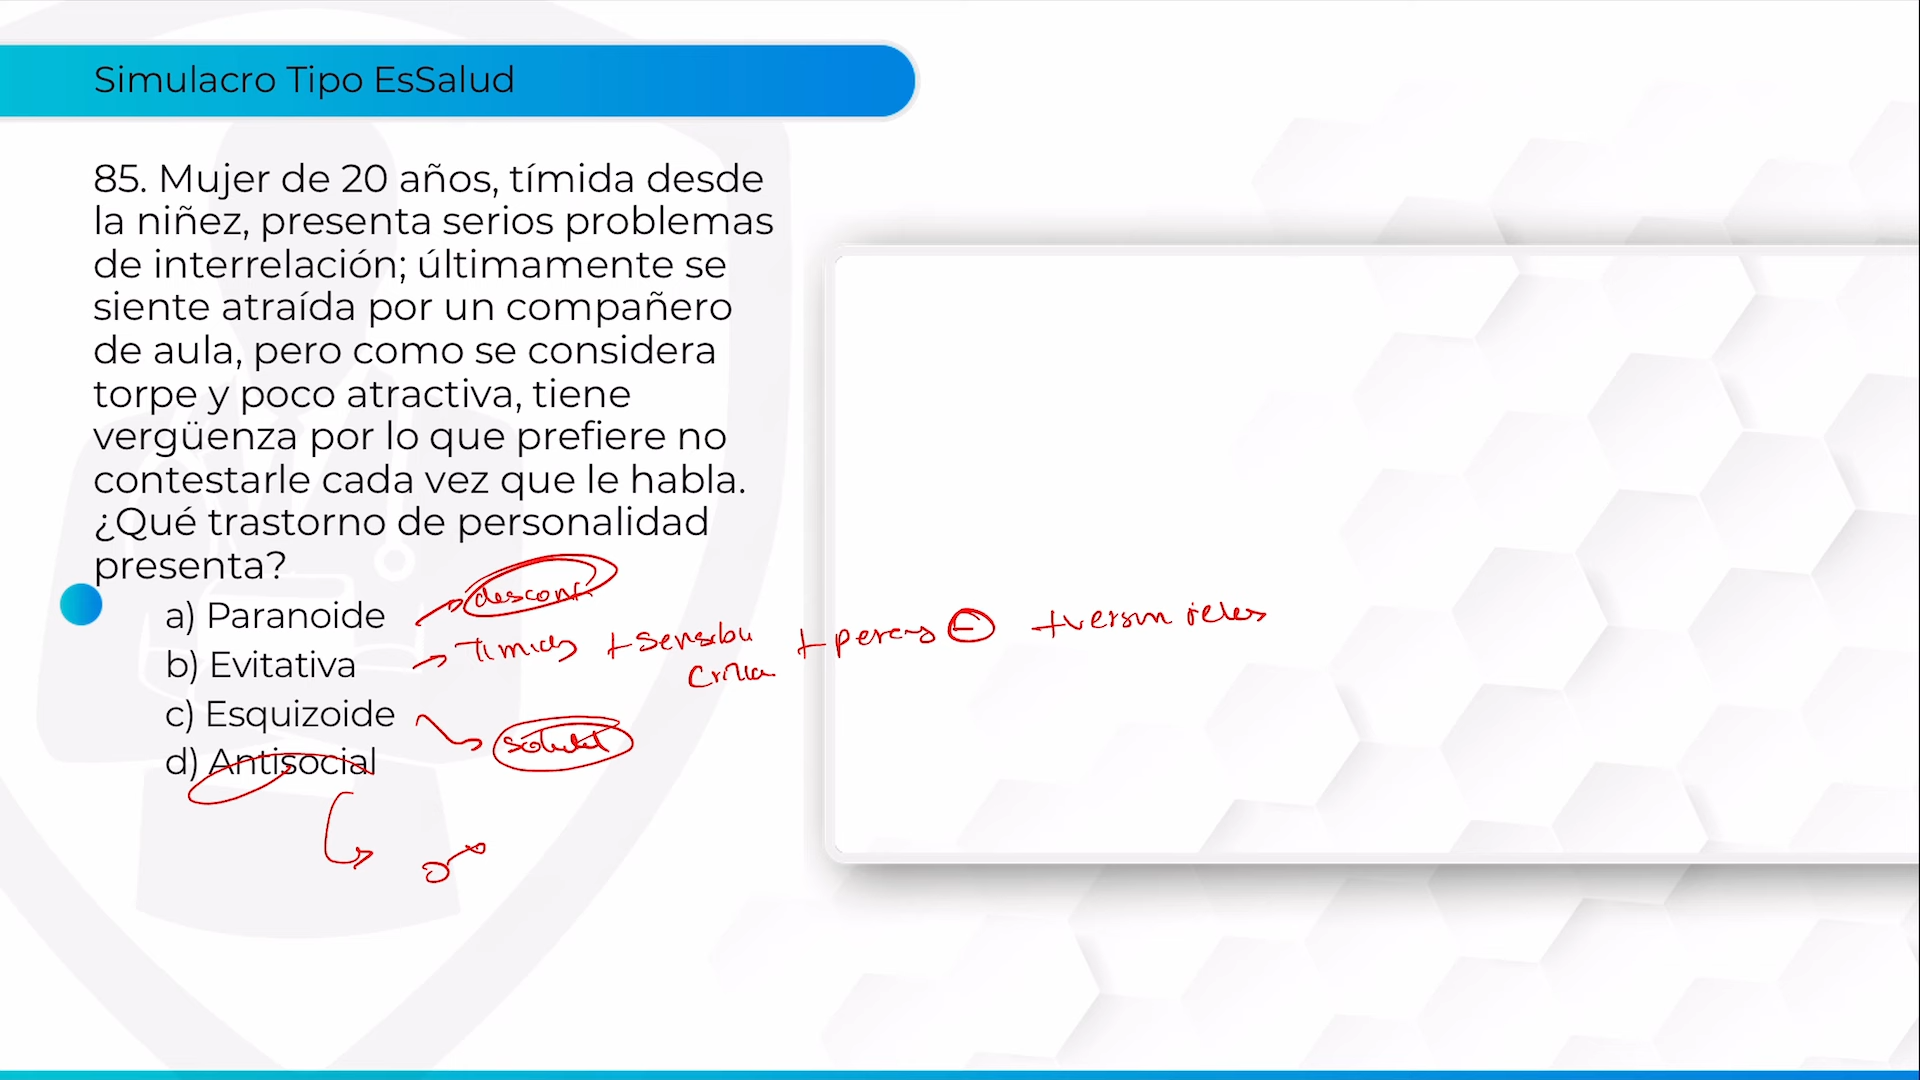 Simulacro Tipo EsSalud
85. Mujer de 20 años, tímida desde
la niñez, presenta serios problemas
de interrelación; últimamente se
siente atraída por un compañero
de aula, pero como se considera
torpe y poco atractiva, tiene
vergüenza por lo que prefiere no
contestarle cada vez que le habla.
¿Qué trastorno de personalidad
presenta?
a) Paranoide
desconf
b) Evitativa
c) Esquizoide
d) Antisocial